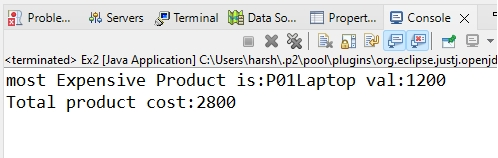 Proble... Servers Terminal Data So... Propert... Console
<terminated> Ex2 [Java Application] C:\Users\harsh\.p2\pool\plugins\org.eclipse.justj.openjd
most Expensive Product is:P01Laptop val:1200
Total product cost:2800